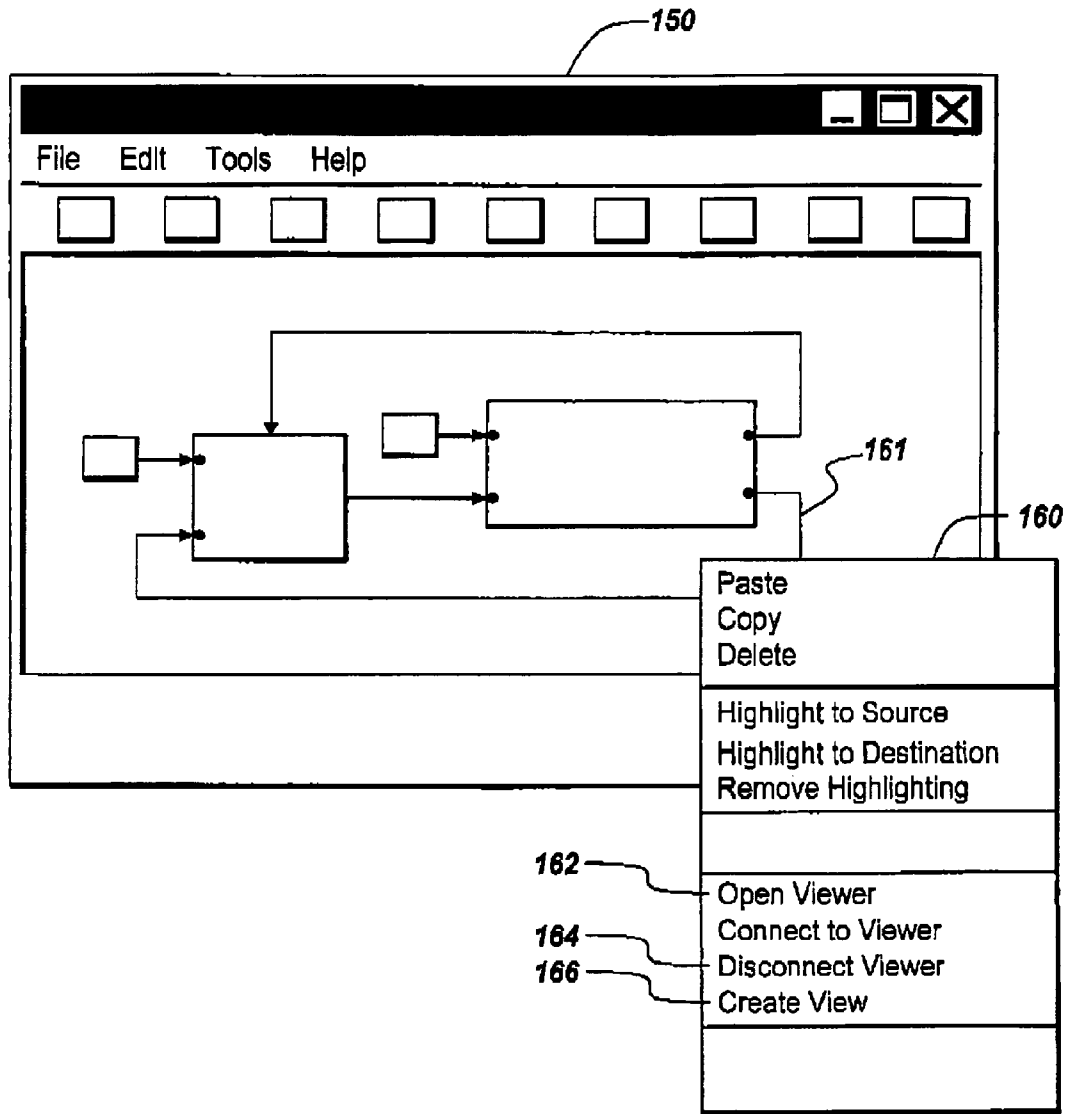 150
File Edit Tools Help
161
160
Paste
Copy
Delete
Highlight to Source
Highlight to Destination
Remove Highlighting
162
Open Viewer
Connect to Viewer
164
Disconnect Viewer
166
Create View